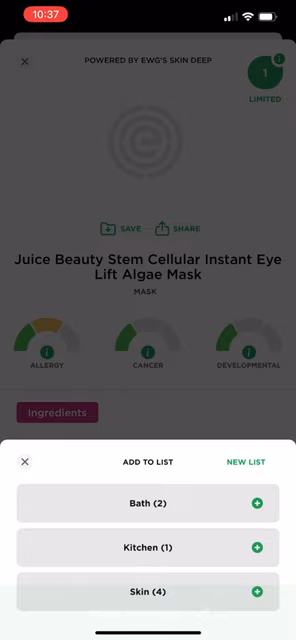 10:37
POWERED BY EWG'S SKIN DEEP
1
LIMITED
SAVE
SHARE
Juice Beauty Stem Cellular Instant Eye
Lift Algae Mask
MASK
ALLERGY
CANCER
DEVELOPMENTAL
Ingredients
ADD TO LIST
NEW LIST
Bath (2)
Kitchen (1)
Skin (4)